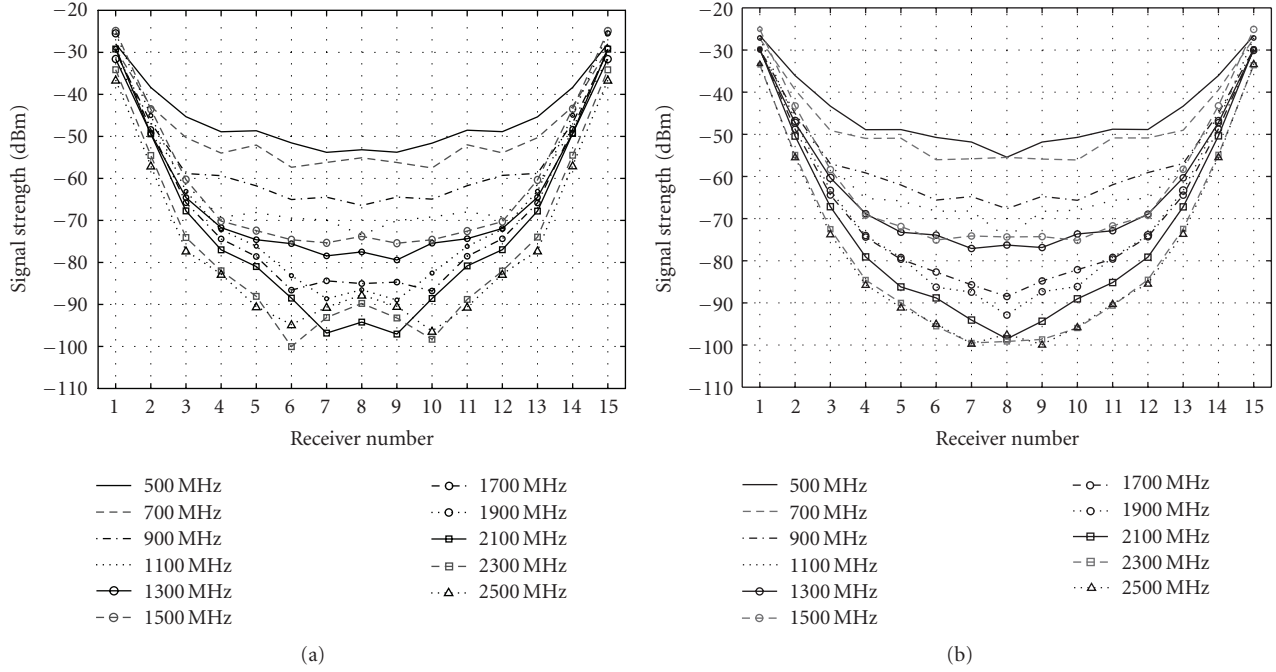 −20
−30
−40
−50
−60
−70
−80
−90
−100
−110
Signal strength (dBm)
1 2 3 4 5 6 7 8 9 10 11 12 13 14 15
Receiver number
500 MHz
700 MHz
900 MHz
1100 MHz
1300 MHz
1500 MHz
1700 MHz
1900 MHz
2100 MHz
2300 MHz
2500 MHz
(a)
−20
−30
−40
−50
−60
−70
−80
−90
−100
−110
Signal strength (dBm)
1 2 3 4 5 6 7 8 9 10 11 12 13 14 15
Receiver number
500 MHz
700 MHz
900 MHz
1100 MHz
1300 MHz
1500 MHz
1700 MHz
1900 MHz
2100 MHz
2300 MHz
2500 MHz
(b)